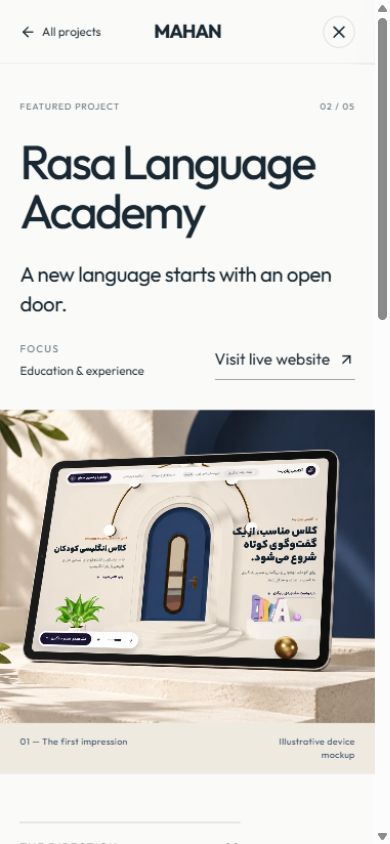 ← All projects
MAHAN
FEATURED PROJECT
02 / 05
Rasa Language
Academy
A new language starts with an open
door.
FOCUS
Education & experience
Visit live website ↗
کلاس انگلیسی کودکان
کلاس مناسب، از یک
گفت‌وگوی کوتاه
شروع می‌شود.
01 — The first impression
Illustrative device
mockup